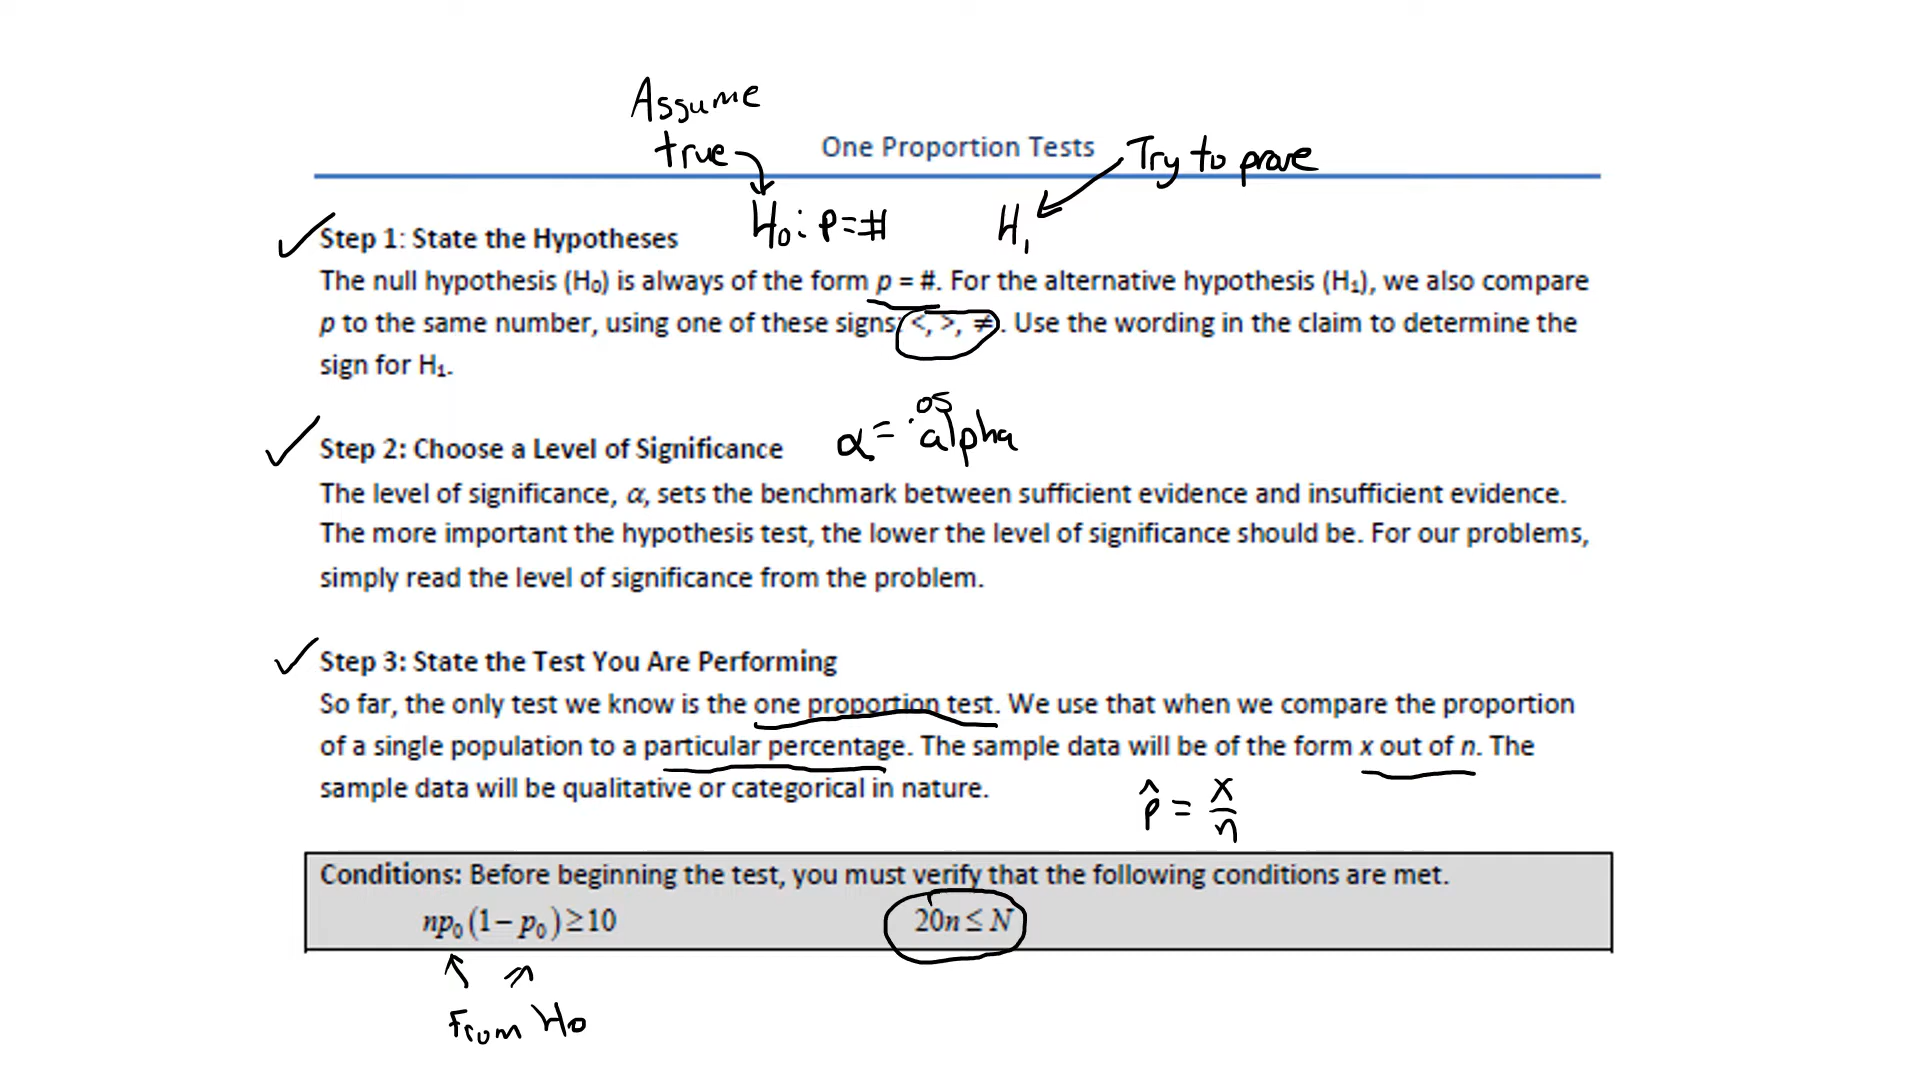 Assume
true
One Proportion Tests
Try to prove
H₀: p=#
H₁
Step 1: State the Hypotheses
The null hypothesis (H₀) is always of the form p = #. For the alternative hypothesis (H₁), we also compare
p to the same number, using one of these signs: <, >, ≠. Use the wording in the claim to determine the
sign for H₁.
α = .05
alpha
Step 2: Choose a Level of Significance
The level of significance, α, sets the benchmark between sufficient evidence and insufficient evidence.
The more important the hypothesis test, the lower the level of significance should be. For our problems,
simply read the level of significance from the problem.
Step 3: State the Test You Are Performing
So far, the only test we know is the one proportion test. We use that when we compare the proportion
of a single population to a particular percentage. The sample data will be of the form x out of n. The
sample data will be qualitative or categorical in nature.
p̂ = x/n
Conditions: Before beginning the test, you must verify that the following conditions are met.
np₀(1− p₀)≥10 20n ≤ N
From H₀